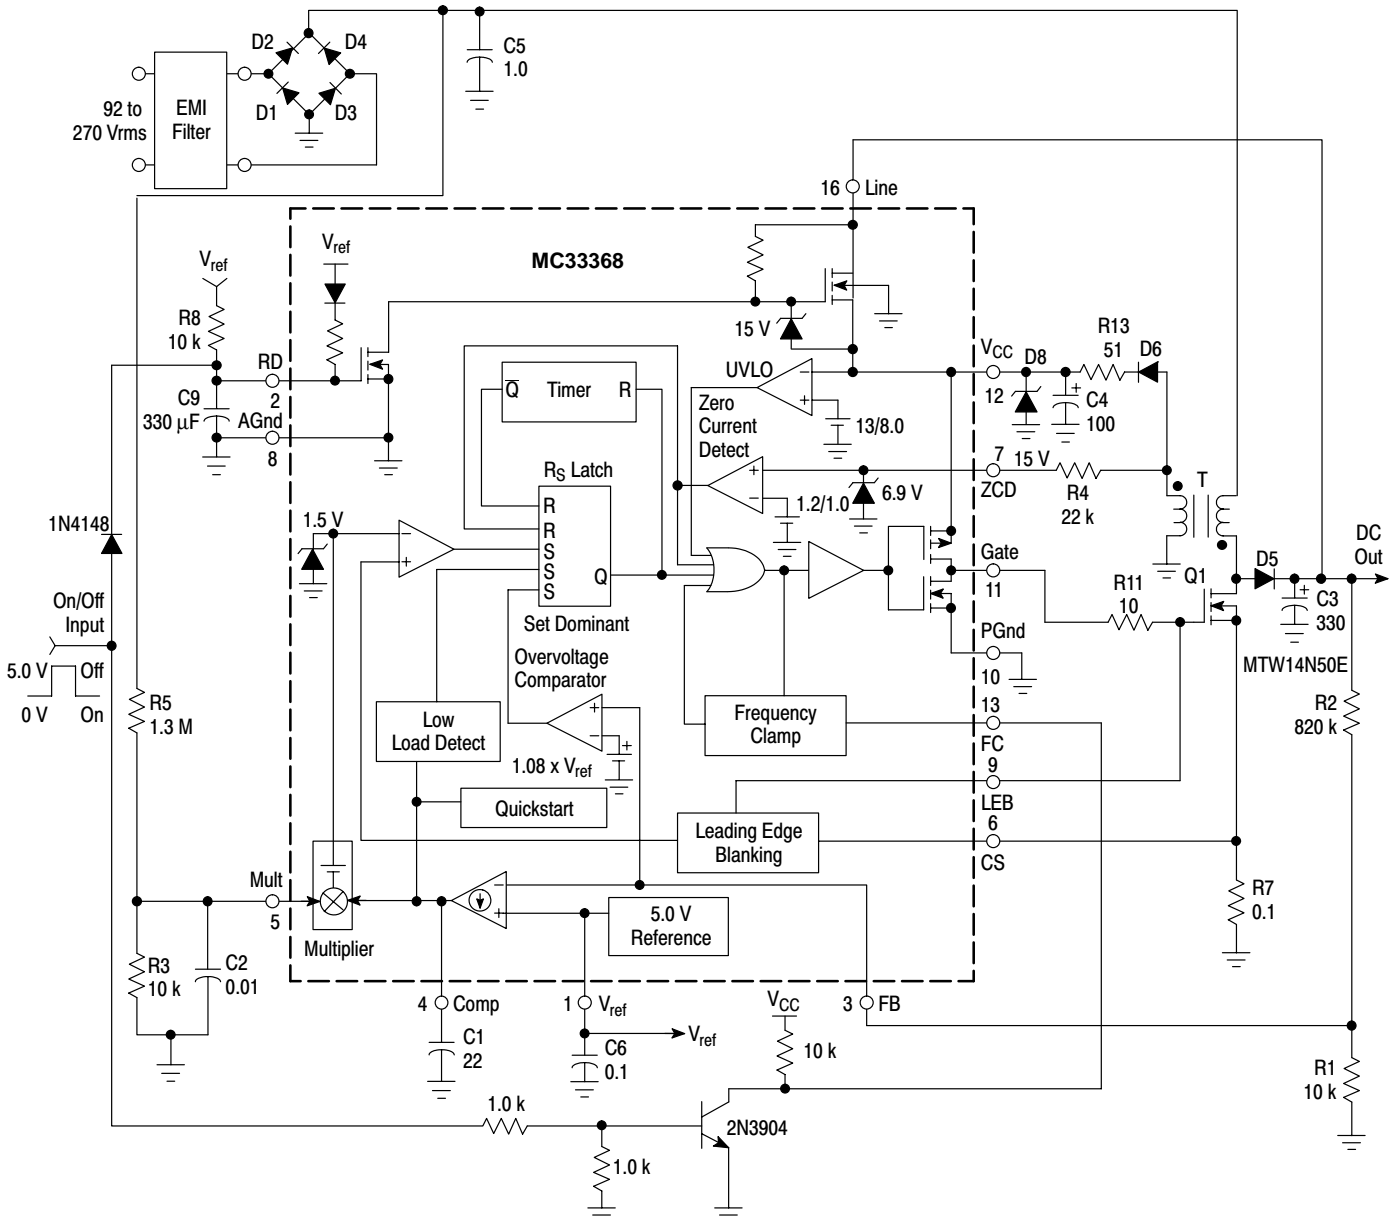 D2
D4
D1
D3
C5
1.0
92 to
270 Vrms
EMI
Filter
16
Line
MC33368
Vref
Vref
R8
10 k
RD
2
C9
330 μF
AGnd
8
15 V
UVLO
Q̅
Timer
R
Zero
Current
Detect
13/8.0
VCC
12
D8
R13
51
D6
C4
100
+
7
15 V
ZCD
R4
22 k
T
6.9 V
1.2/1.0
RS Latch
R
R
S
S
S
Q
Set Dominant
1.5 V
1N4148
On/Off
Input
5.0 V
Off
0 V
On
R5
1.3 M
Gate
11
R11
10
Q1
D5
DC
Out
C3
330
+
MTW14N50E
PGnd
10
R2
820 k
Overvoltage
Comparator
1.08 x Vref
Low
Load Detect
Quickstart
Frequency
Clamp
13
FC
9
LEB
6
CS
Leading Edge
Blanking
R7
0.1
Mult
5
Multiplier
5.0 V
Reference
R3
10 k
C2
0.01
4
Comp
C1
22
1
Vref
Vref
C6
0.1
VCC
10 k
3
FB
R1
10 k
1.0 k
1.0 k
2N3904